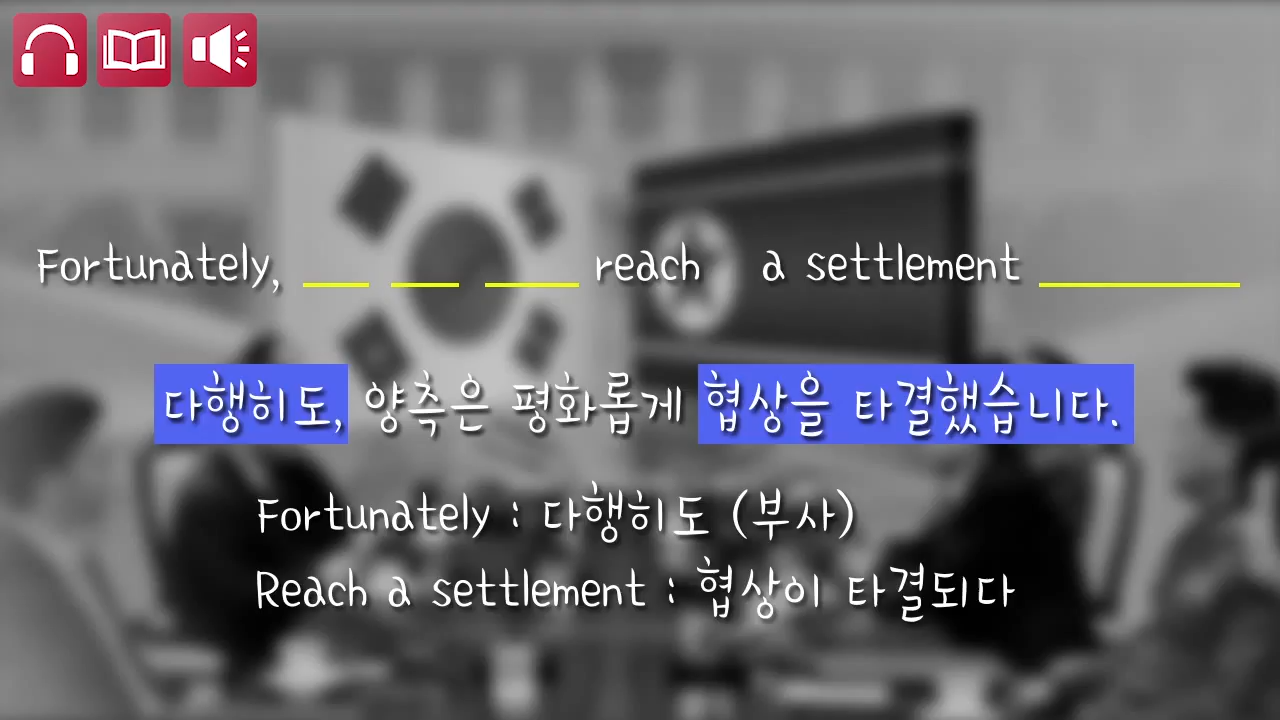 Fortunately, ___ ___ ___ reach a settlement ___
다행히도, 양측은 평화롭게 협상을 타결했습니다.
Fortunately : 다행히도 (부사)
Reach a settlement : 협상이 타결되다